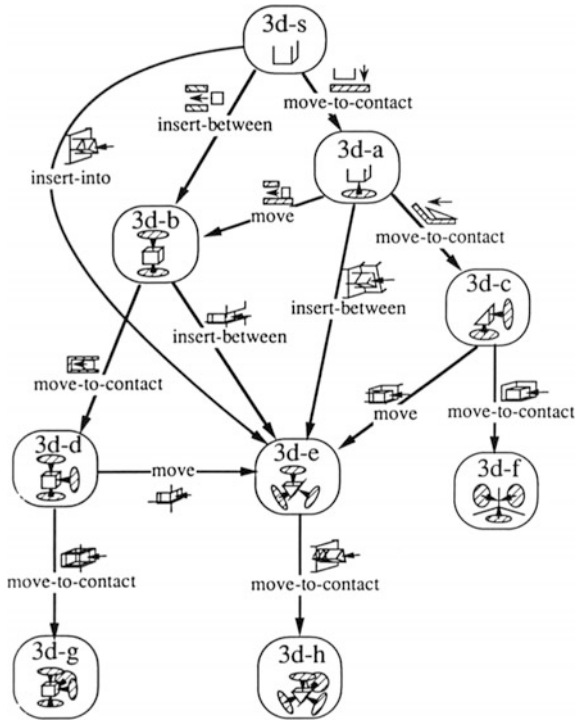 3d-s
insert-between
move-to-contact
insert-into
3d-a
move
3d-b
move-to-contact
3d-c
insert-between
insert-between
move-to-contact
move
move-to-contact
3d-d
move
3d-e
3d-f
move-to-contact
move-to-contact
3d-g
3d-h